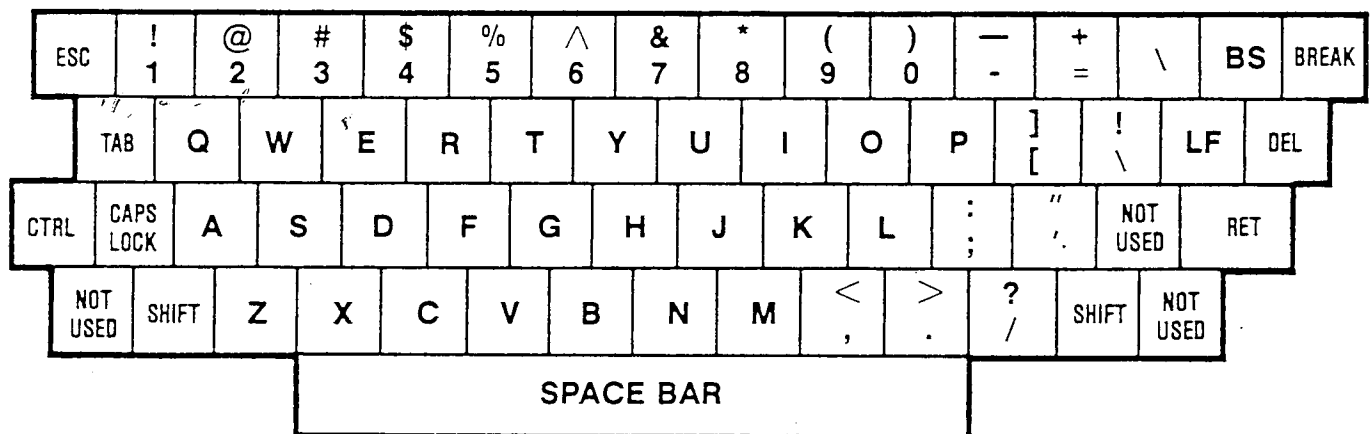 ESC ! 1 @ 2 # 3 $ 4 % 5 ^ 6 & 7 * 8 ( 9 ) 0 — - + = \ BS BREAK
TAB Q W E R T Y U I O P ] [ ! \ LF DEL
CTRL CAPS LOCK A S D F G H J K L : ; " ' NOT USED RET
NOT USED SHIFT Z X C V B N M < , > . ? / SHIFT NOT USED
SPACE BAR